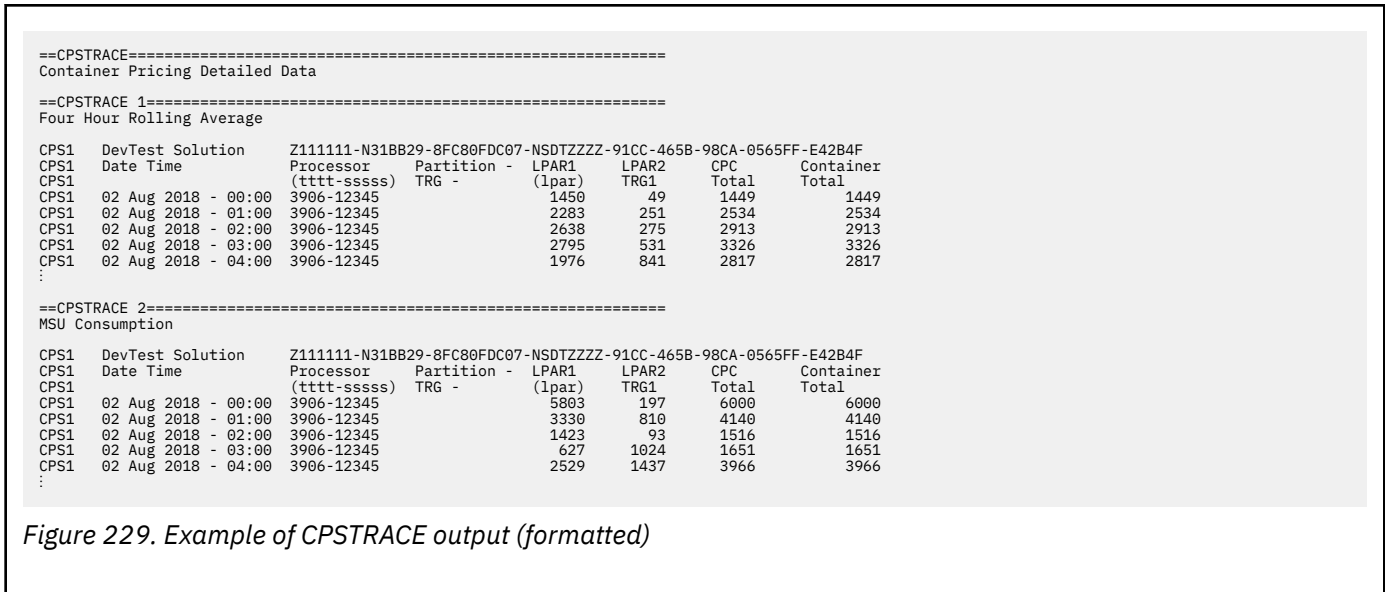 ==CPSTRACE============================================================
Container Pricing Detailed Data
==CPSTRACE 1==========================================================
Four Hour Rolling Average
CPS1   DevTest Solution     Z111111-N31BB29-8FC80FDC07-NSDTZZZZ-91CC-465B-98CA-0565FF-E42B4F
CPS1   Date Time            Processor     Partition -  LPAR1     LPAR2     CPC       Container
CPS1                        (tttt-sssss)  TRG -        (lpar)    TRG1      Total     Total
CPS1   02 Aug 2018 - 00:00  3906-12345                   1450        49      1449          1449
CPS1   02 Aug 2018 - 01:00  3906-12345                   2283       251      2534          2534
CPS1   02 Aug 2018 - 02:00  3906-12345                   2638       275      2913          2913
CPS1   02 Aug 2018 - 03:00  3906-12345                   2795       531      3326          3326
CPS1   02 Aug 2018 - 04:00  3906-12345                   1976       841      2817          2817
⋮
==CPSTRACE 2==========================================================
MSU Consumption
CPS1   DevTest Solution     Z111111-N31BB29-8FC80FDC07-NSDTZZZZ-91CC-465B-98CA-0565FF-E42B4F
CPS1   Date Time            Processor     Partition -  LPAR1     LPAR2     CPC       Container
CPS1                        (tttt-sssss)  TRG -        (lpar)    TRG1      Total     Total
CPS1   02 Aug 2018 - 00:00  3906-12345                   5803       197      6000          6000
CPS1   02 Aug 2018 - 01:00  3906-12345                   3330       810      4140          4140
CPS1   02 Aug 2018 - 02:00  3906-12345                   1423        93      1516          1516
CPS1   02 Aug 2018 - 03:00  3906-12345                    627      1024      1651          1651
CPS1   02 Aug 2018 - 04:00  3906-12345                   2529      1437      3966          3966
⋮
Figure 229. Example of CPSTRACE output (formatted)